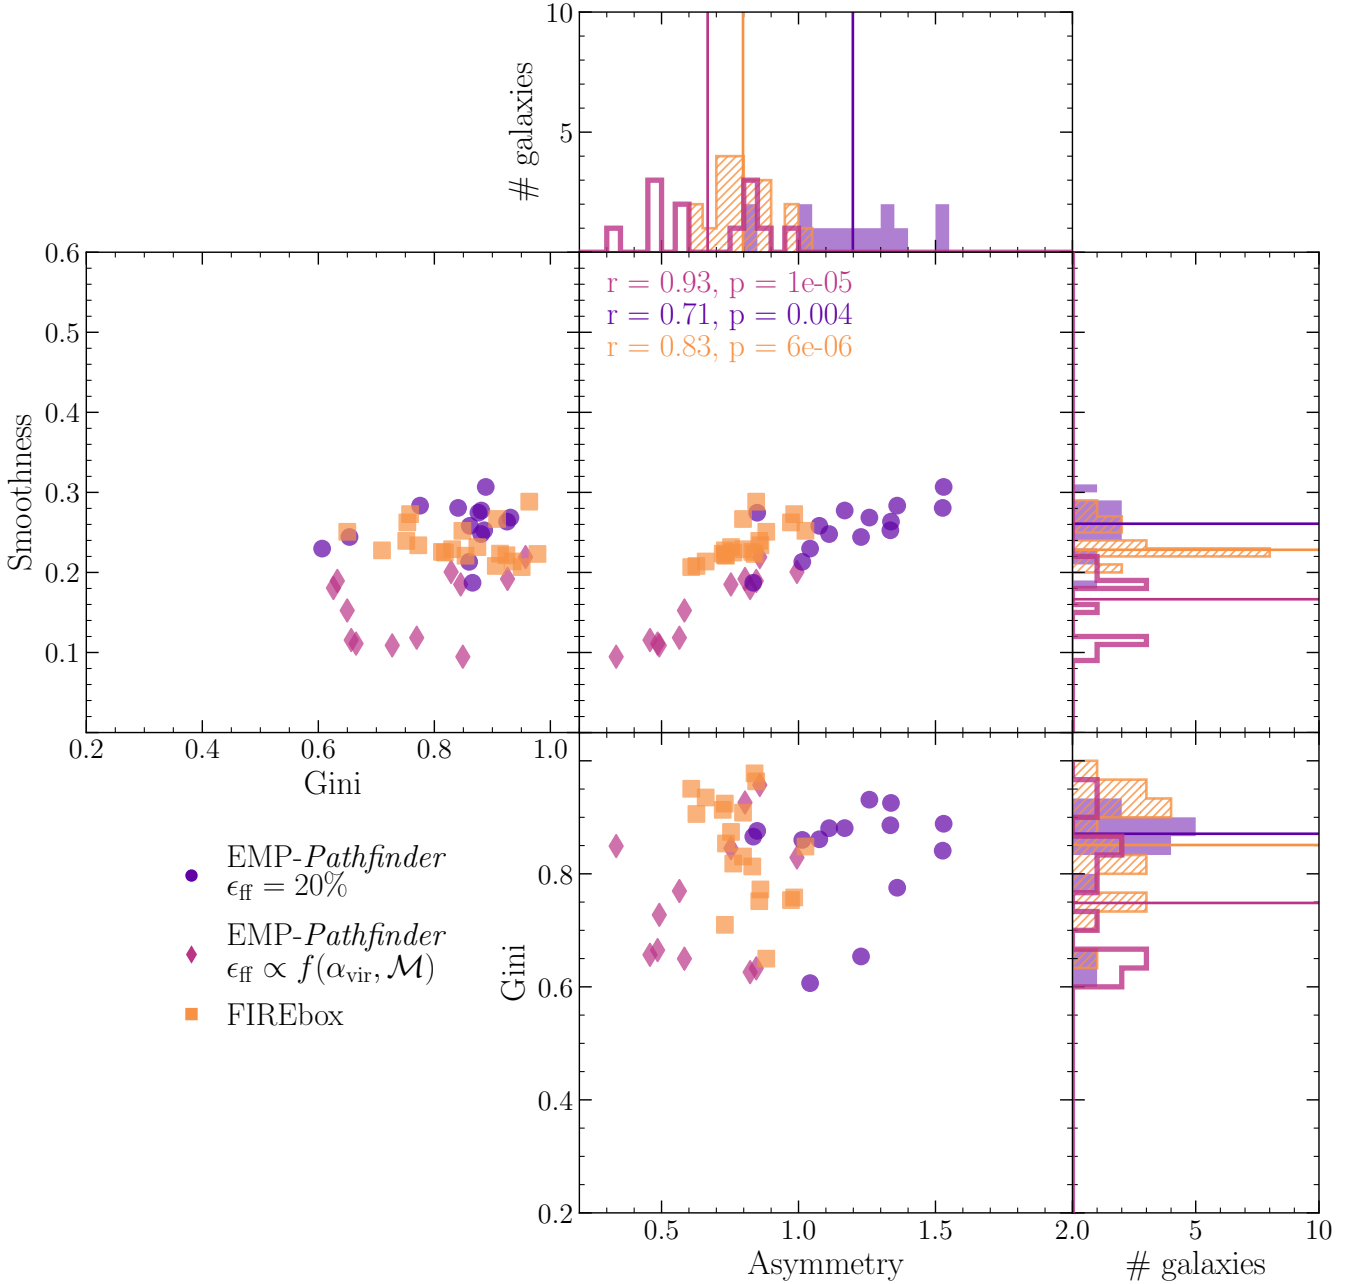 10
5
# galaxies
0.6
0.5
0.4
0.3
0.2
0.1
Smoothness
r = 0.93, p = 1e-05
r = 0.71, p = 0.004
r = 0.83, p = 6e-06
0.2 0.4 0.6 0.8 1.0
Gini
0.8
0.6
0.4
0.2
Gini
EMP-Pathfinder
ϵff = 20%
EMP-Pathfinder
ϵff ∝ f(αvir, ℳ)
FIREbox
0.5 1.0 1.5 2.0 5 10
Asymmetry
# galaxies